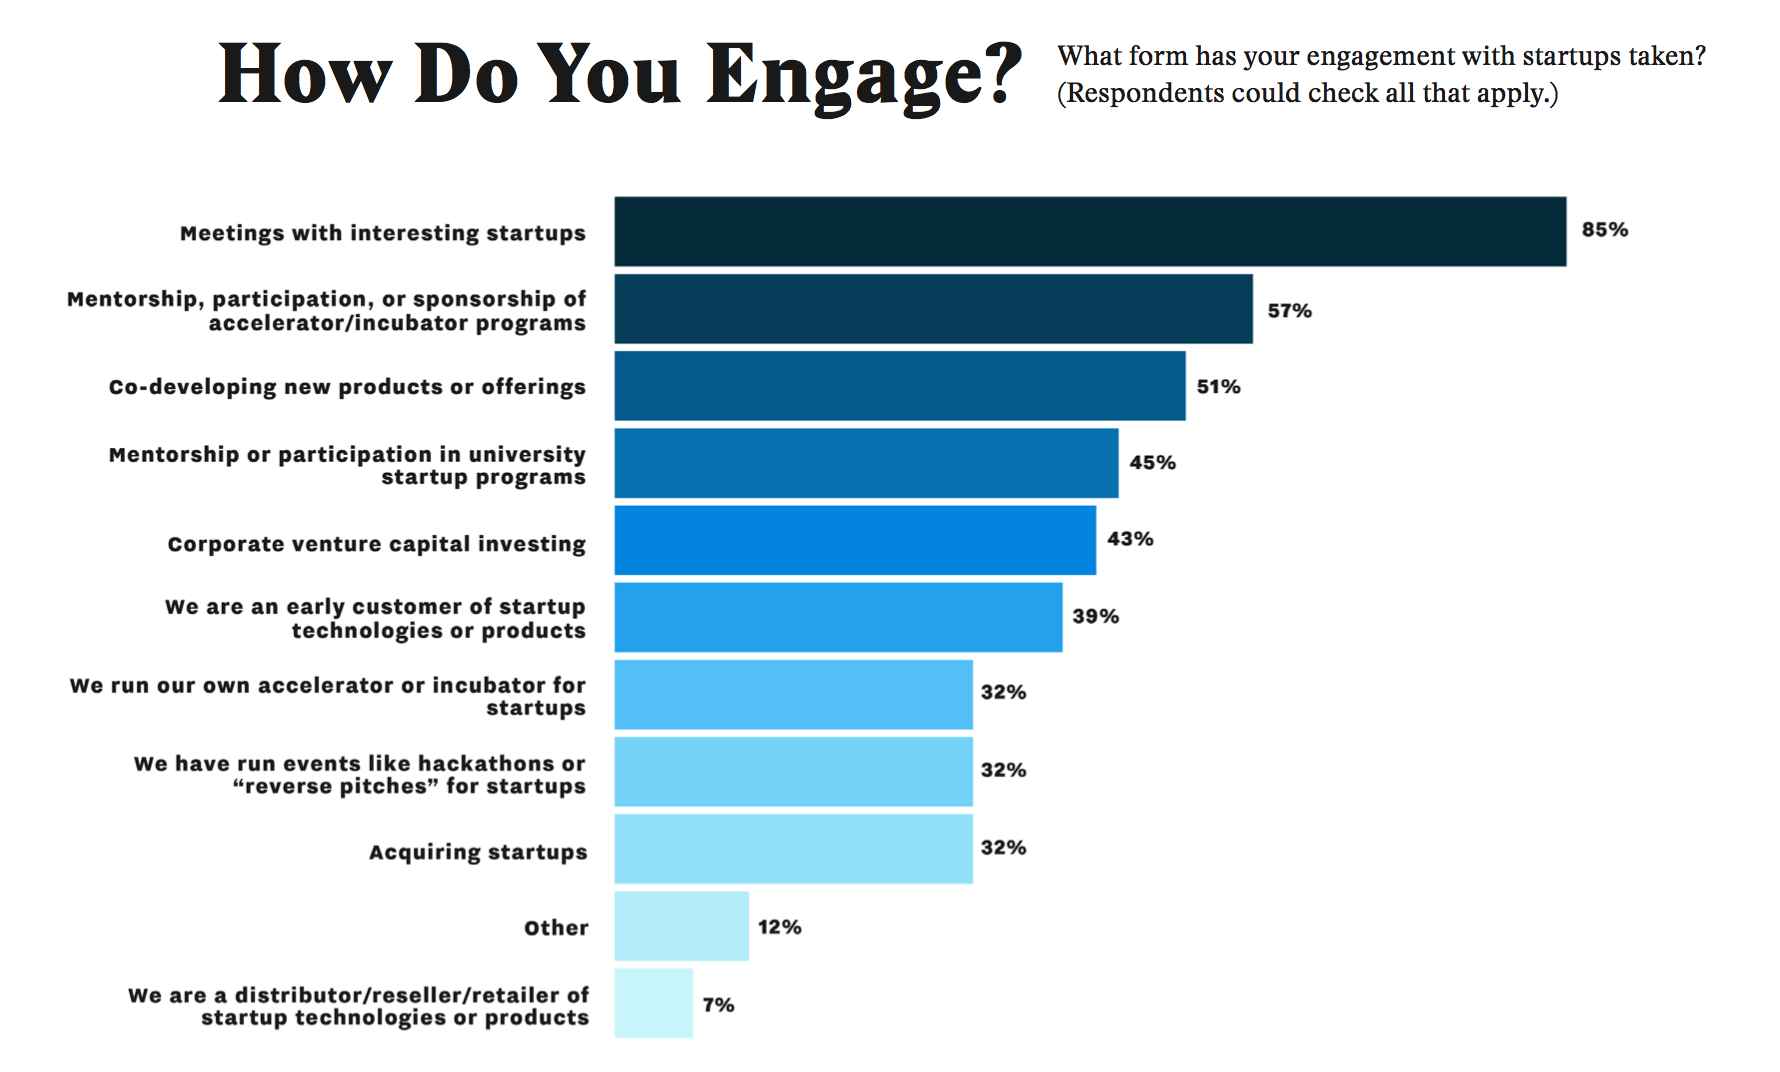 How Do You Engage?
What form has your engagement with startups taken?
(Respondents could check all that apply.)
Meetings with interesting startups
85%
Mentorship, participation, or sponsorship of
accelerator/incubator programs
57%
Co-developing new products or offerings
51%
Mentorship or participation in university
startup programs
45%
Corporate venture capital investing
43%
We are an early customer of startup
technologies or products
39%
We run our own accelerator or incubator for
startups
32%
We have run events like hackathons or
“reverse pitches” for startups
32%
Acquiring startups
32%
Other
12%
We are a distributor/reseller/retailer of
startup technologies or products
7%